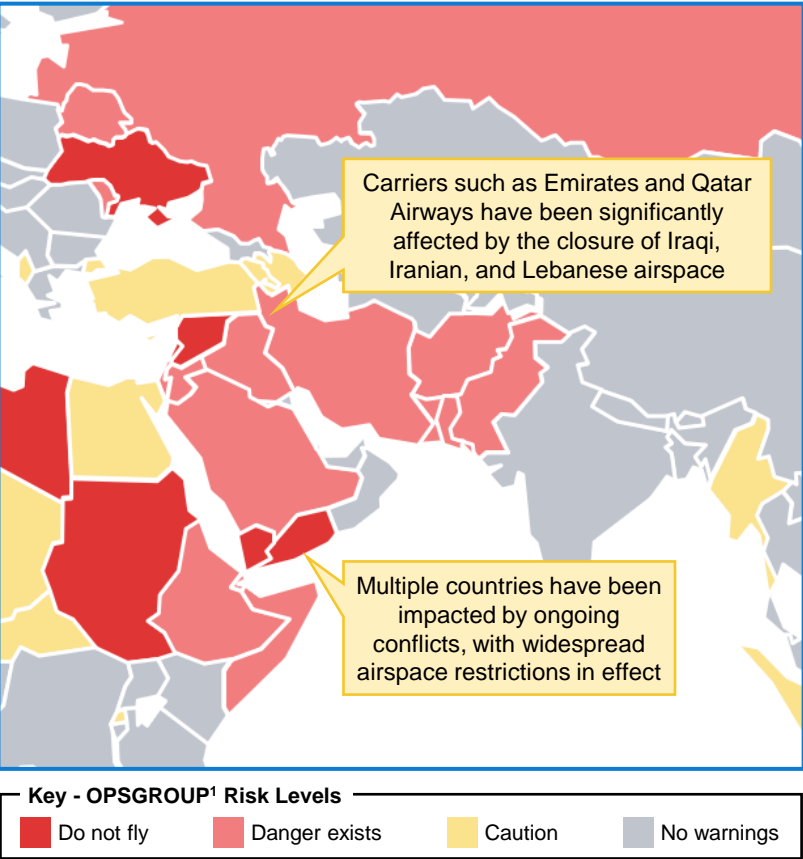 Carriers such as Emirates and Qatar
Airways have been significantly
affected by the closure of Iraqi,
Iranian, and Lebanese airspace
Multiple countries have been
impacted by ongoing
conflicts, with widespread
airspace restrictions in effect
Key - OPSGROUP¹ Risk Levels
Do not fly
Danger exists
Caution
No warnings